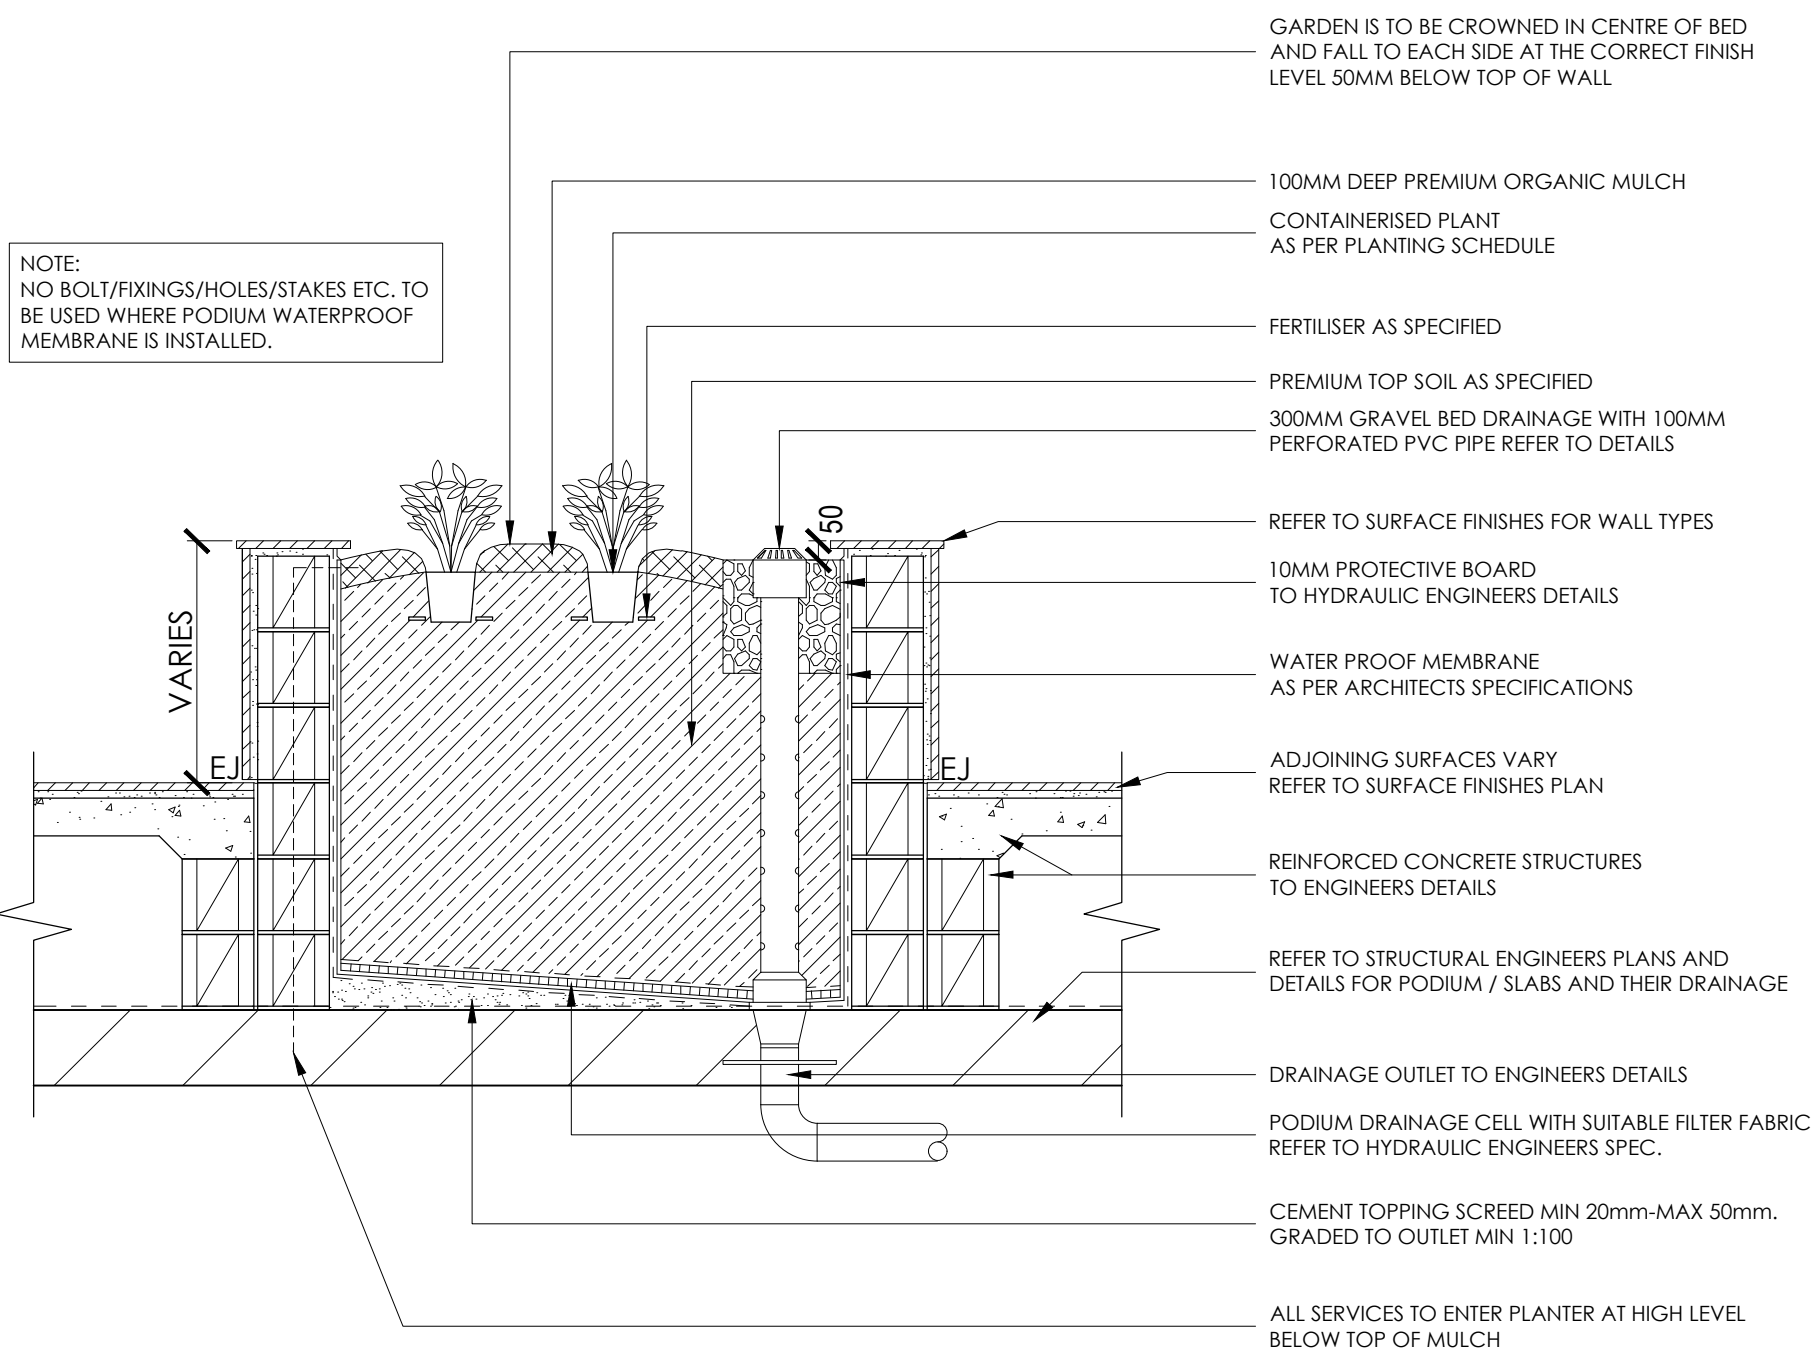 GARDEN IS TO BE CROWNED IN CENTRE OF BED
AND FALL TO EACH SIDE AT THE CORRECT FINISH
LEVEL 50MM BELOW TOP OF WALL
100MM DEEP PREMIUM ORGANIC MULCH
CONTAINERISED PLANT
AS PER PLANTING SCHEDULE
NOTE:
NO BOLT/FIXINGS/HOLES/STAKES ETC. TO
BE USED WHERE PODIUM WATERPROOF
MEMBRANE IS INSTALLED.
FERTILISER AS SPECIFIED
PREMIUM TOP SOIL AS SPECIFIED
300MM GRAVEL BED DRAINAGE WITH 100MM
PERFORATED PVC PIPE REFER TO DETAILS
50
REFER TO SURFACE FINISHES FOR WALL TYPES
10MM PROTECTIVE BOARD
TO HYDRAULIC ENGINEERS DETAILS
VARIES
WATER PROOF MEMBRANE
AS PER ARCHITECTS SPECIFICATIONS
EJ
EJ
ADJOINING SURFACES VARY
REFER TO SURFACE FINISHES PLAN
REINFORCED CONCRETE STRUCTURES
TO ENGINEERS DETAILS
REFER TO STRUCTURAL ENGINEERS PLANS AND
DETAILS FOR PODIUM / SLABS AND THEIR DRAINAGE
DRAINAGE OUTLET TO ENGINEERS DETAILS
PODIUM DRAINAGE CELL WITH SUITABLE FILTER FABRIC
REFER TO HYDRAULIC ENGINEERS SPEC.
CEMENT TOPPING SCREED MIN 20mm-MAX 50mm.
GRADED TO OUTLET MIN 1:100
ALL SERVICES TO ENTER PLANTER AT HIGH LEVEL
BELOW TOP OF MULCH